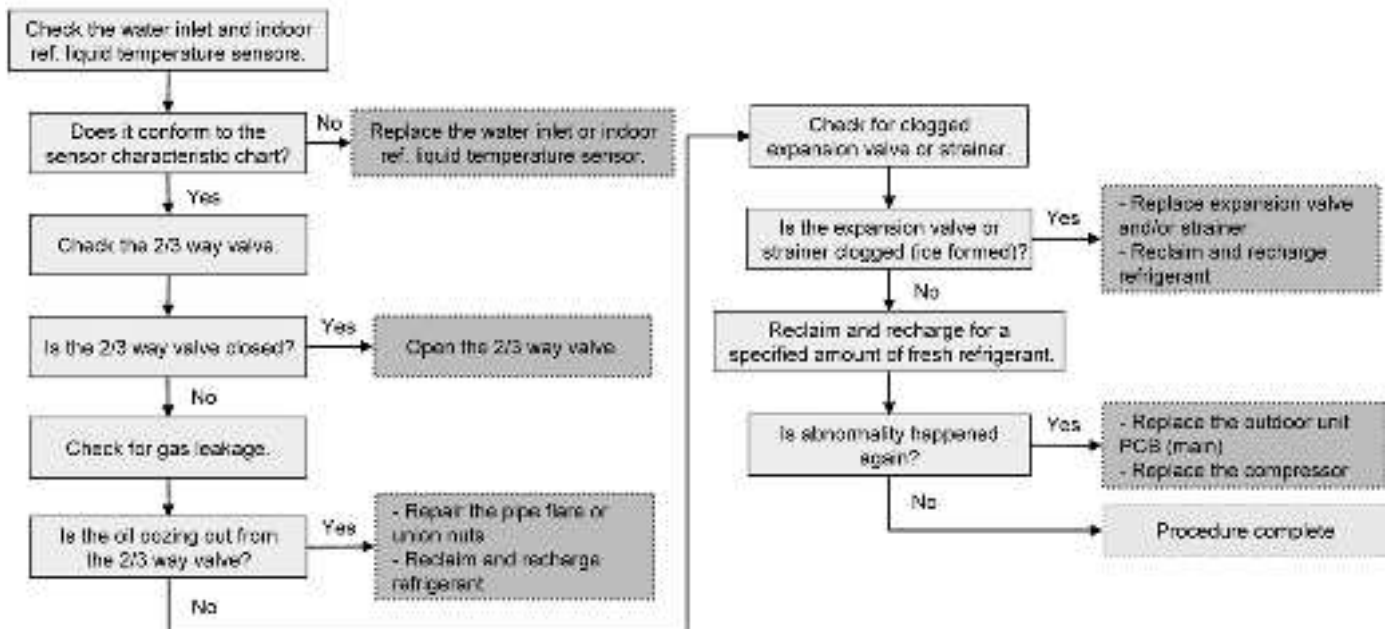 Check the water inlet and indoor
ref. liquid temperature sensors.
Does it conform to the
sensor characteristic chart?
No
Replace the water inlet or indoor
ref. liquid temperature sensor.
Yes
Check the 2/3 way valve.
Is the 2/3 way valve closed?
Yes
Open the 2/3 way valve
No
Check for gas leakage.
Is the oil oozing out from
the 2/3 way valve?
Yes
- Repair the pipe flare or
union nuts
- Reclaim and recharge
refrigerant
No
Check for clogged
expansion valve or strainer.
Is the expansion valve or
strainer clogged (ice formed)?
Yes
- Replace expansion valve
and/or strainer
- Reclaim and recharge
refrigerant
No
Reclaim and recharge for a
specified amount of fresh refrigerant.
Is abnormality happened
again?
Yes
- Replace the outdoor unit
PCB (main)
- Replace the compressor
No
Procedure complete